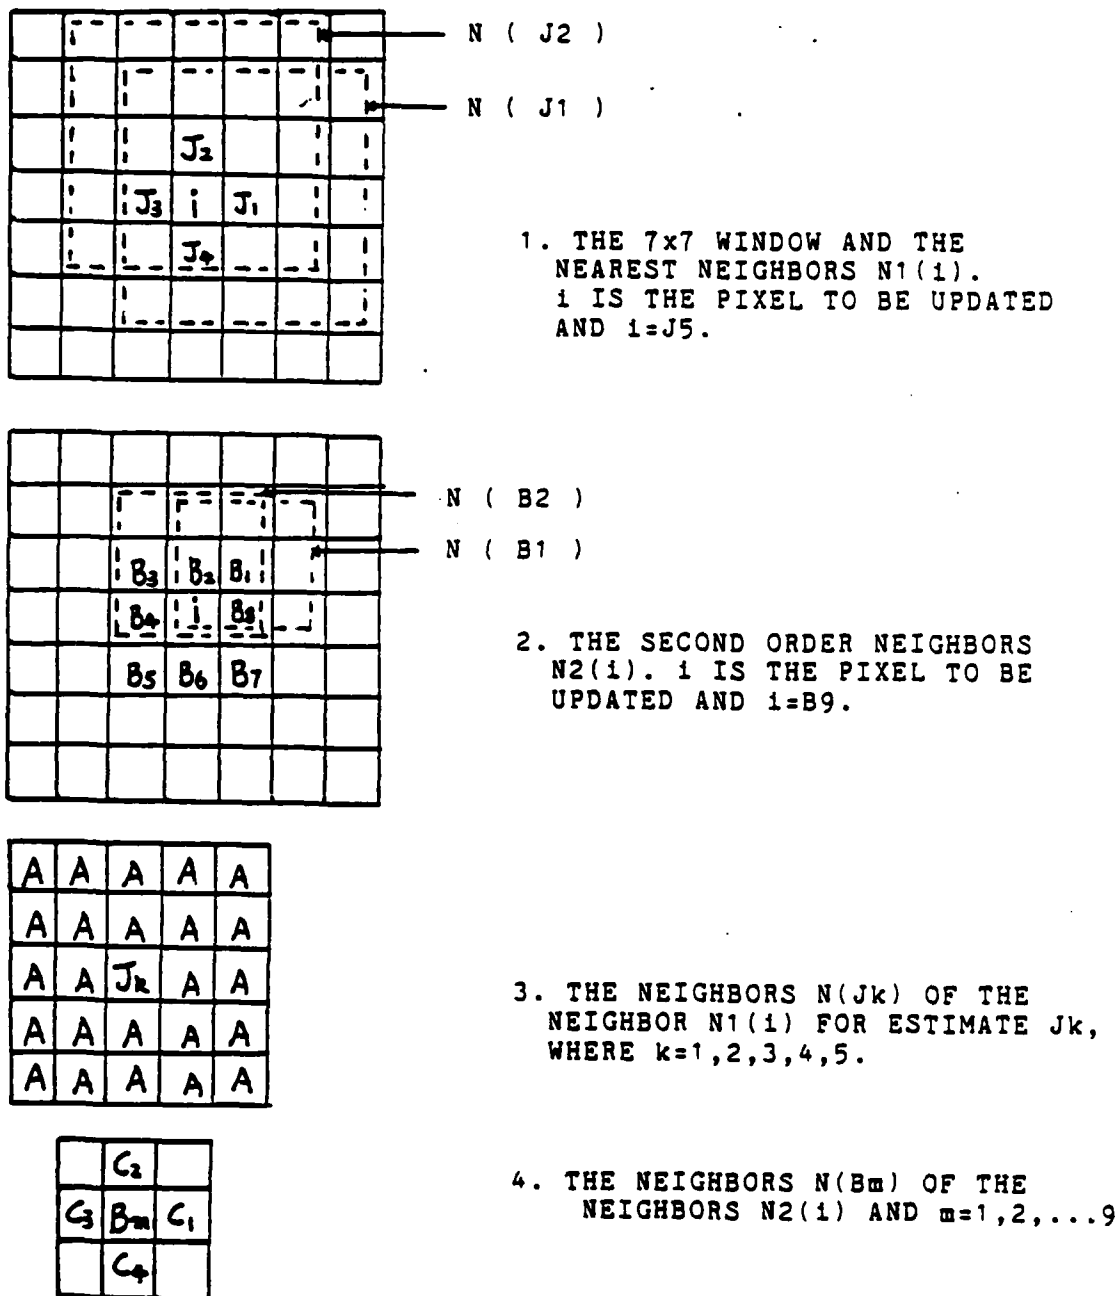 N ( J2 )
N ( J1 )
J2
J3 i J1
J4
1. THE 7x7 WINDOW AND THE
NEAREST NEIGHBORS N1(i).
i IS THE PIXEL TO BE UPDATED
AND i=J5.
N ( B2 )
N ( B1 )
B3 B2 B1
B4 i B8
B5 B6 B7
2. THE SECOND ORDER NEIGHBORS
N2(i). i IS THE PIXEL TO BE
UPDATED AND i=B9.
A A A A A
A A A A A
A A Jk A A
A A A A A
A A A A A
3. THE NEIGHBORS N(Jk) OF THE
NEIGHBOR N1(i) FOR ESTIMATE Jk,
WHERE k=1,2,3,4,5.
C2
C3 Bm C1
C4
4. THE NEIGHBORS N(Bm) OF THE
NEIGHBORS N2(i) AND m=1,2,...9